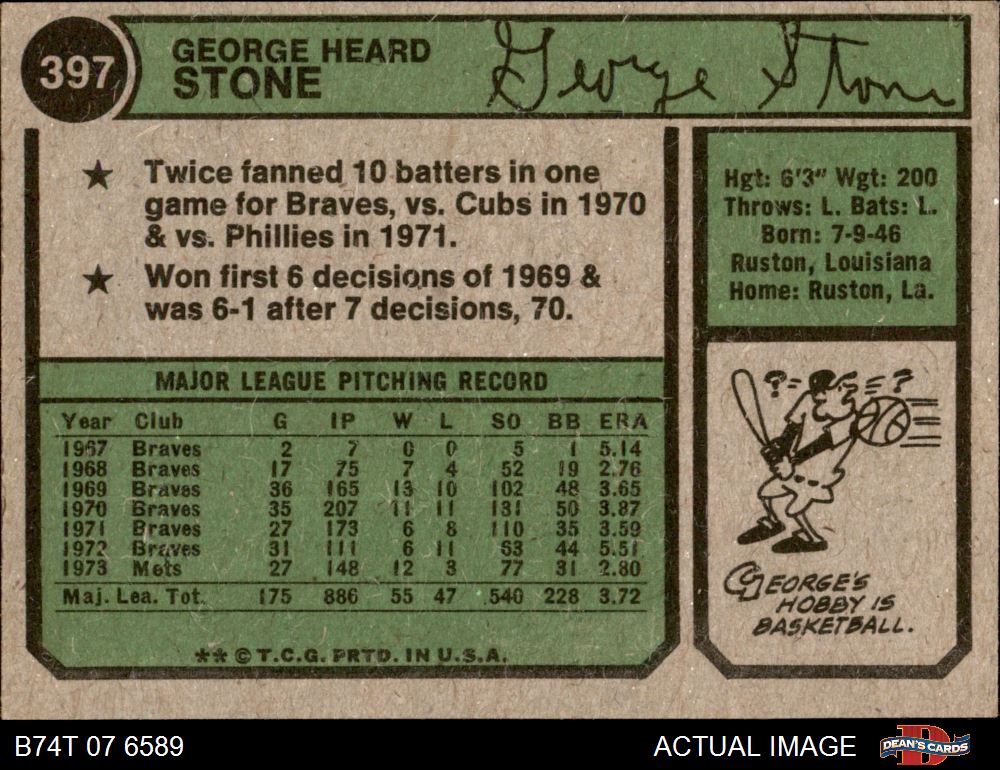 397
GEORGE HEARD
STONE
George Stone
★ Twice fanned 10 batters in one
game for Braves, vs. Cubs in 1970
& vs. Phillies in 1971.
★ Won first 6 decisions of 1969 &
was 6-1 after 7 decisions, 70.
Hgt: 6'3" Wgt: 200
Throws: L. Bats: L.
Born: 7-9-46
Ruston, Louisiana
Home: Ruston, La.
MAJOR LEAGUE PITCHING RECORD
Year Club G IP W L SO BB ERA
1967 Braves 2 7 0 0 5 1 5.14
1968 Braves 17 75 7 4 52 19 2.76
1969 Braves 36 165 13 10 102 48 3.65
1970 Braves 35 207 11 11 131 50 3.87
1971 Braves 27 173 6 8 110 35 3.59
1972 Braves 31 111 6 11 63 44 5.51
1973 Mets 27 148 12 3 77 31 2.80
Maj. Lea. Tot. 175 886 55 47 540 228 3.72
** © T.C.G. PRTD. IN U.S.A.
? ?
GEORGE'S
HOBBY IS
BASKETBALL.
B74T 07 6589
ACTUAL IMAGE
DEAN'S CARDS